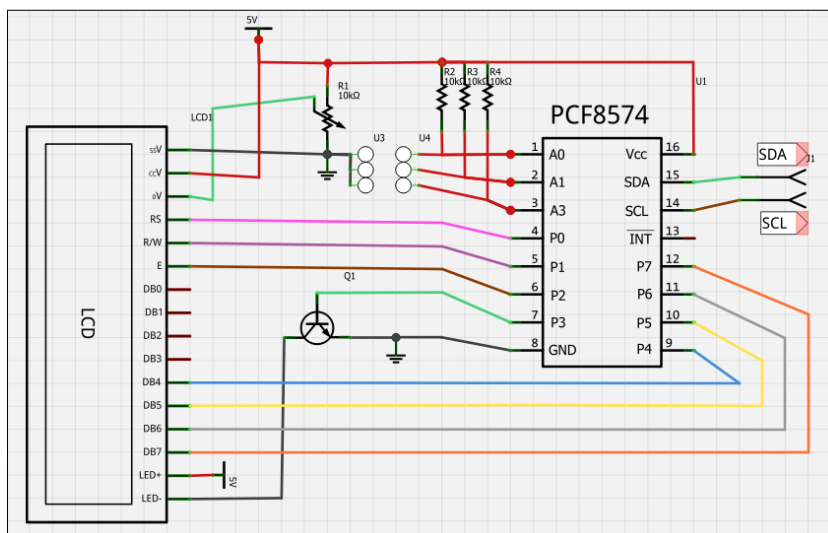 5V
R1
10kΩ
R2
10kΩ
R3
10kΩ
R4
10kΩ
U1
PCF8574
LCD1
U3
U4
ssV
ccV
oV
RS
R/W
E
DB0
DB1
DB2
DB3
DB4
DB5
DB6
DB7
LED+
LED-
LCD
5V
Q1
1
A0
2
A1
3
A3
4
P0
5
P1
6
P2
7
P3
8
GND
Vcc
16
SDA
15
SCL
14
INT
13
P7
12
P6
11
P5
10
P4
9
SDA
J1
SCL